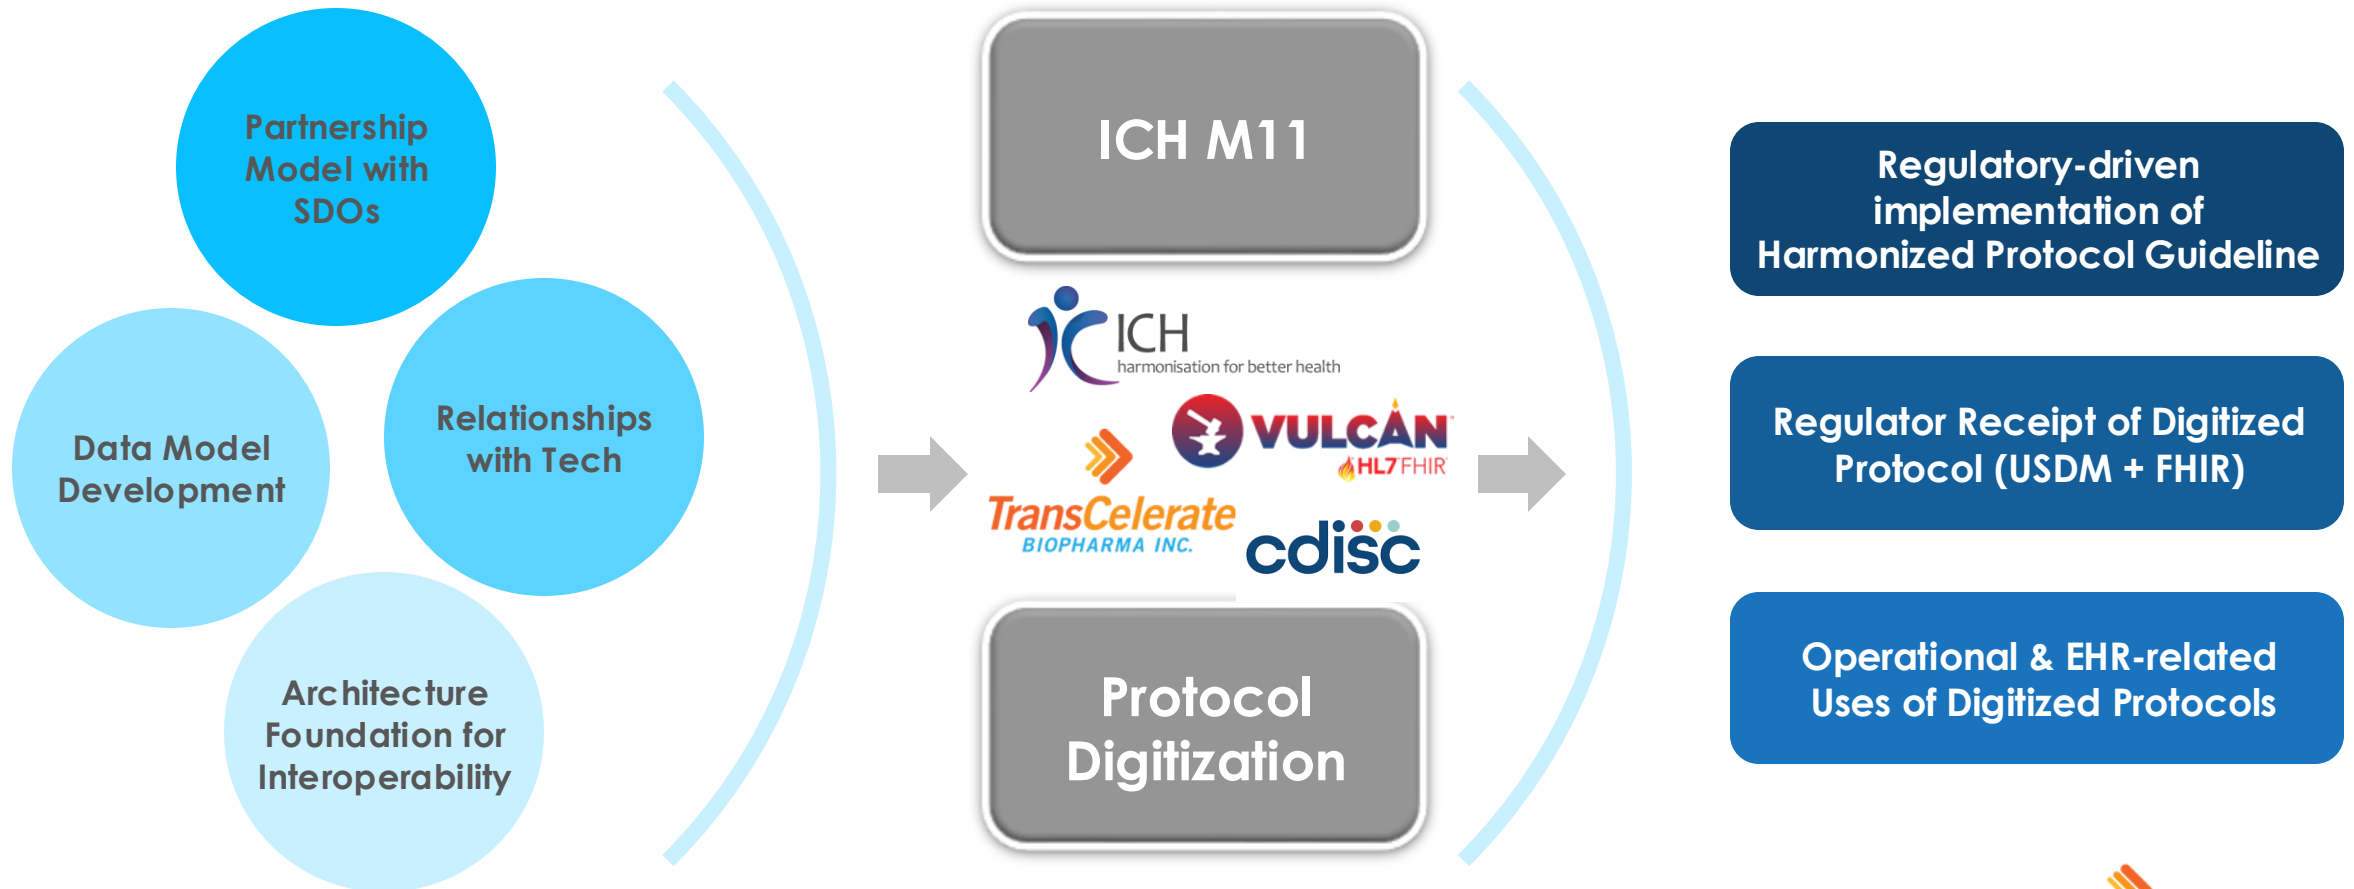 Partnership
Model with
SDOs
Relationships
with Tech
Data Model
Development
Architecture
Foundation for
Interoperability
ICH M11
ICH
harmonisation for better health
VULCAN
HL7 FHIR
TransCelerate
BIOPHARMA INC.
cdisc
Protocol
Digitization
Regulatory-driven
implementation of
Harmonized Protocol Guideline
Regulator Receipt of Digitized
Protocol (USDM + FHIR)
Operational & EHR-related
Uses of Digitized Protocols